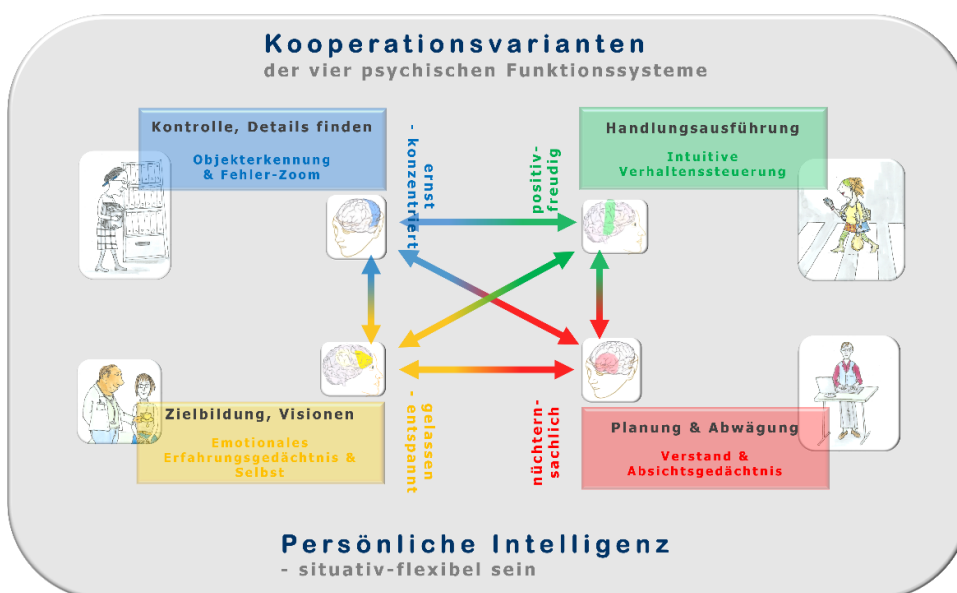 Kooperationsvarianten
der vier psychischen Funktionssysteme
Kontrolle, Details finden
Objekterkennung
& Fehler-Zoom
ernst
- konzentriert
positiv-
freudig
Handlungsausführung
Intuitive
Verhaltenssteuerung
Zielbildung, Visionen
Emotionales
Erfahrungsgedächtnis &
Selbst
gelassen
- entspannt
nüchtern-
sachlich
Planung & Abwägung
Verstand &
Absichtsgedächtnis
Persönliche Intelligenz
- situativ-flexibel sein